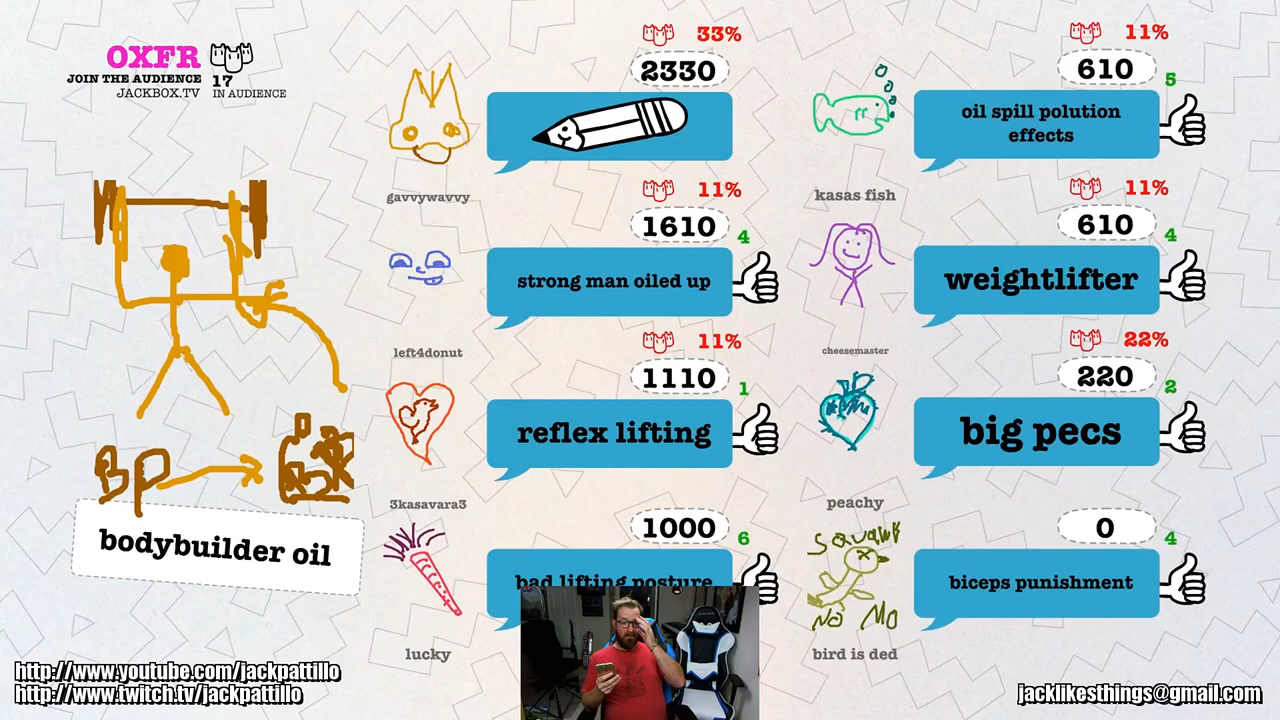 OXFR
JOIN THE AUDIENCE
JACKBOX.TV
17
IN AUDIENCE
BP
bodybuilder oil
33%
2330
gavvywavvy
11%
1610
4
strong man oiled up
left4donut
11%
1110
1
reflex lifting
3kasavara3
1000
6
bad lifting posture
lucky
11%
610
5
oil spill polution
effects
kasas fish
11%
610
4
weightlifter
cheesemaster
22%
220
2
big pecs
peachy
0
4
biceps punishment
SQUAWK
NO MO
bird is ded
http://www.youtube.com/jackpattillo
http://www.twitch.tv/jackpattillo
jacklikesthings@gmail.com